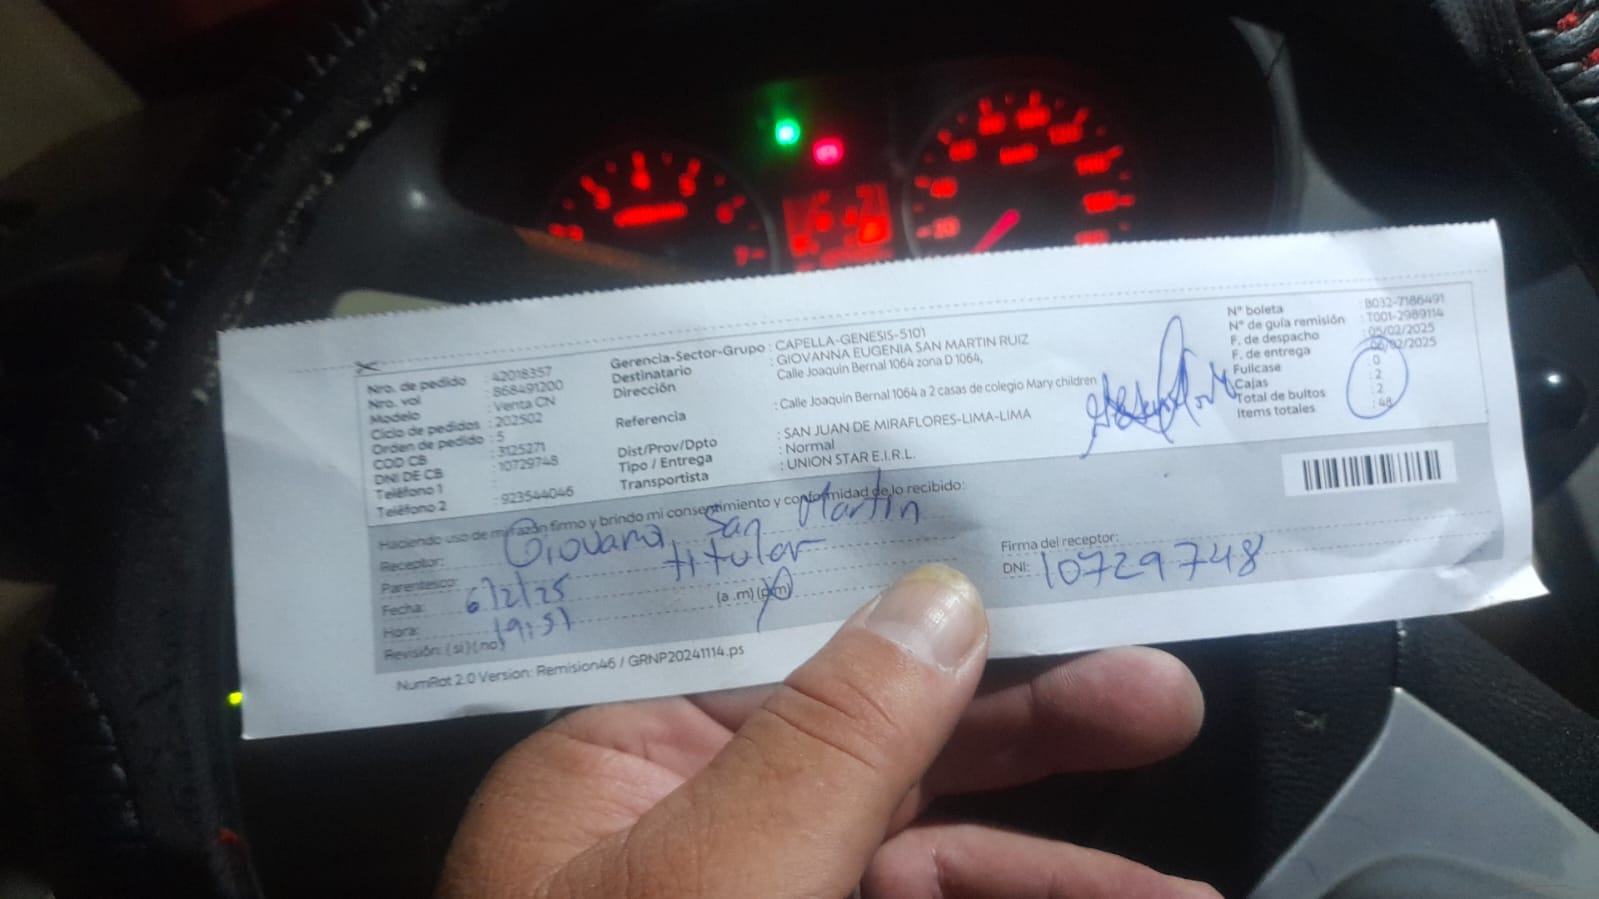 Nro. de pedido : 42018357
Nro. vol : 868491200
Modelo : Venta CN
Ciclo de pedidos : 202502
Orden de pedido : 5
COD CB : 3125271
DNI DE CB : 10729748
Teléfono 1 :
Teléfono 2 : 923544046
Gerencia-Sector-Grupo : CAPELLA-GENESIS-5101
Destinatario : GIOVANNA EUGENIA SAN MARTIN RUIZ
Dirección : Calle Joaquin Bernal 1064 zona D 1064,
Referencia : Calle Joaquin Bernal 1064 a 2 casas de colegio Mary children
Dist/Prov/Dpto : SAN JUAN DE MIRAFLORES-LIMA-LIMA
Tipo / Entrega : Normal
Transportista : UNION STAR E.I.R.L.
N° boleta : B032-7186491
N° de guía remisión : T001-2989114
F. de despacho : 05/02/2025
F. de entrega : 06/02/2025
Fullcase : 0
Cajas : 2
Total de bultos : 2
Items totales : 48
Haciendo uso de mi razón firmo y brindo mi consentimiento y conformidad de lo recibido:
Receptor: Giovana San Martin
Parentesco: titular
Fecha: 6/2/25
Hora: 19:51 (a .m) (p.m)
Revisión: ( si ) ( no )
Firma del receptor:
DNI: 10729748
NumRot 2.0 Version: Remision46 / GRNP20241114.ps